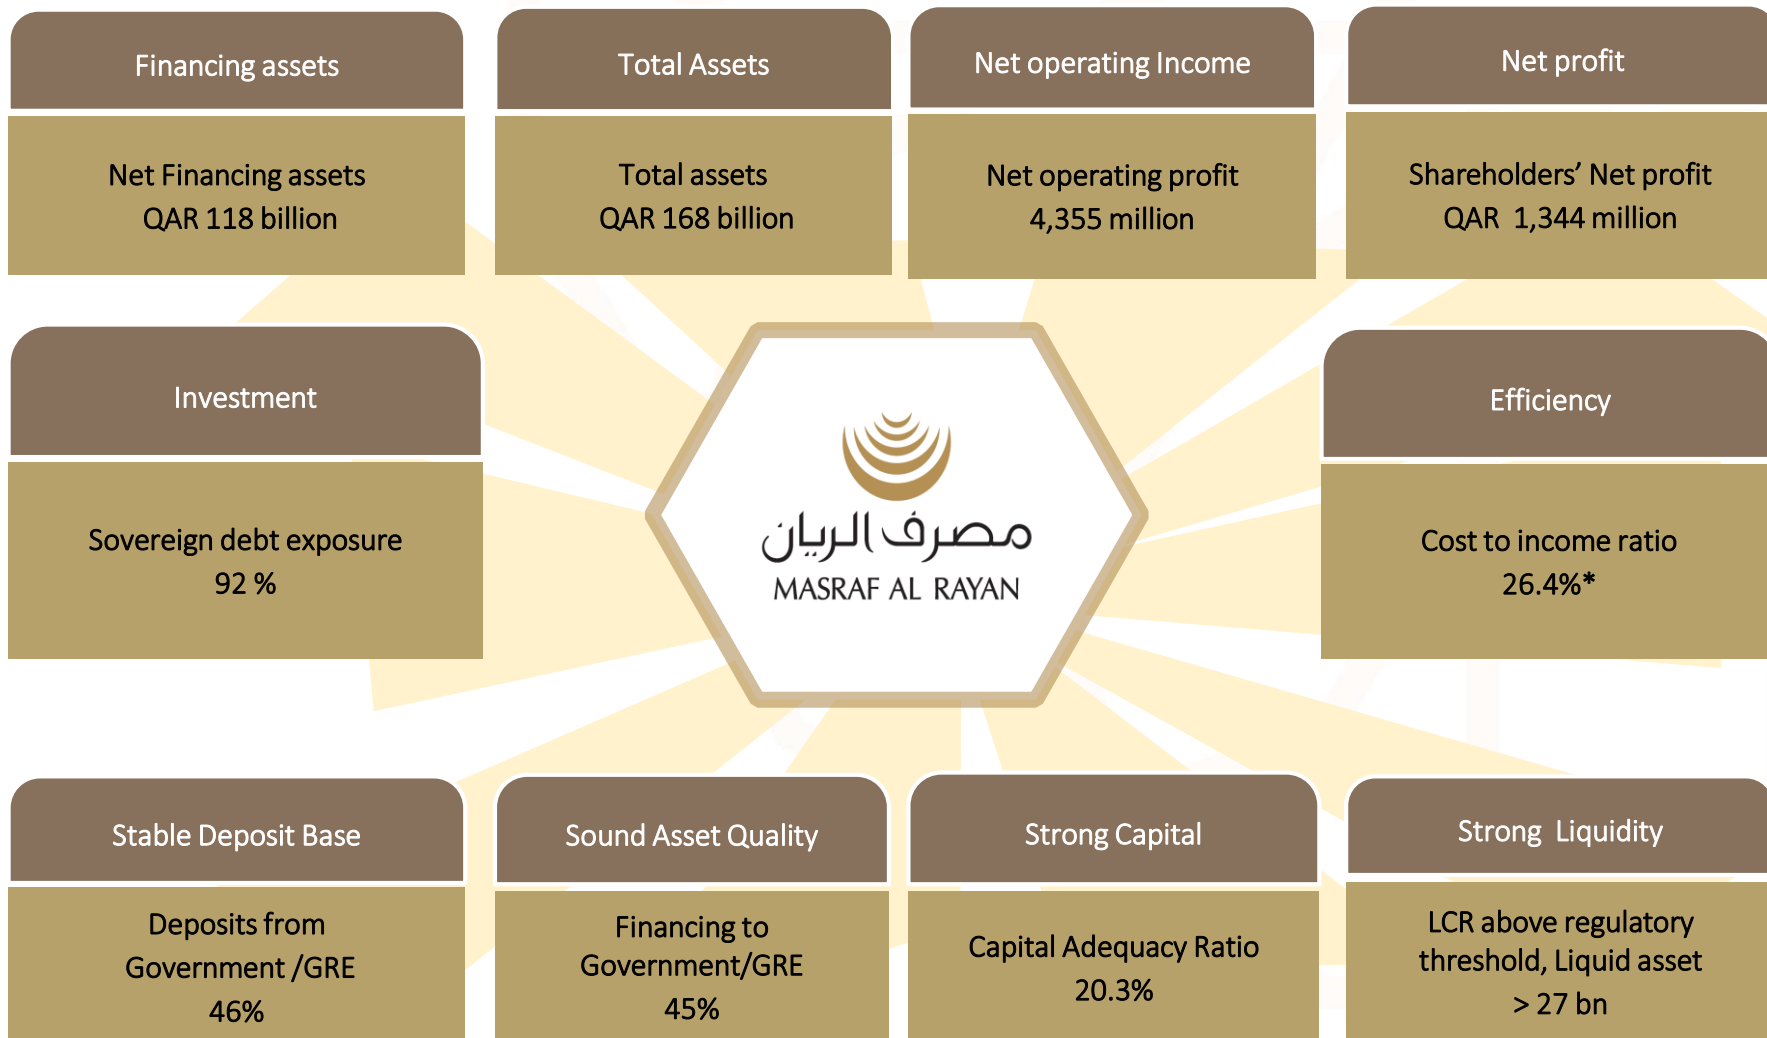 Financing assets
Net Financing assets
QAR 118 billion
Total Assets
Total assets
QAR 168 billion
Net operating Income
Net operating profit
4,355 million
Net profit
Shareholders’ Net profit
QAR 1,344 million
Investment
Sovereign debt exposure
92 %
مصرف الريان
MASRAF AL RAYAN
Efficiency
Cost to income ratio
26.4%*
Stable Deposit Base
Deposits from
Government /GRE
46%
Sound Asset Quality
Financing to
Government/GRE
45%
Strong Capital
Capital Adequacy Ratio
20.3%
Strong Liquidity
LCR above regulatory
threshold, Liquid asset
> 27 bn